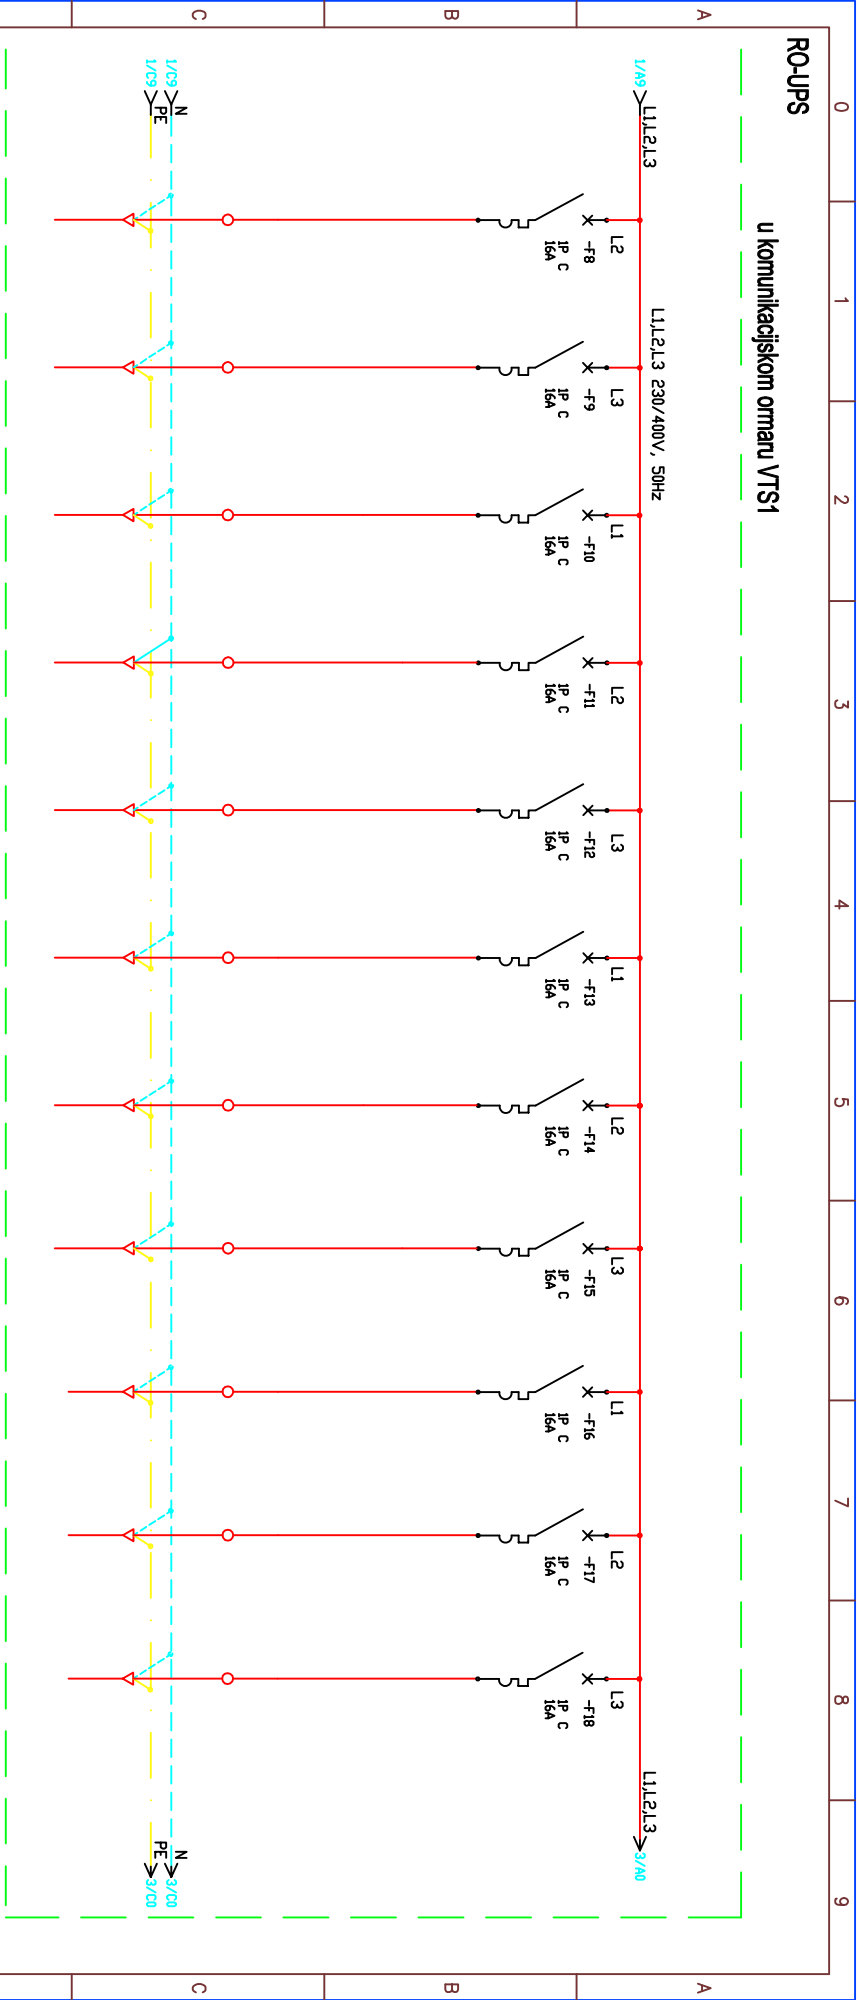 0 1 2 3 4 5 6 7 8 9
RO-UPS
u komunikacijskom ormaru VTS1
A A
1/A9 L1,L2,L3 L1,L2,L3 230/400V, 50Hz L1,L2,L3 3/A0
L2 L3 L1 L2 L3 L1 L2 L3 L1 L2 L3
-F8 -F9 -F10 -F11 -F12 -F13 -F14 -F15 -F16 -F17 -F18
1P C 1P C 1P C 1P C 1P C 1P C 1P C 1P C 1P C 1P C 1P C
16A 16A 16A 16A 16A 16A 16A 16A 16A 16A 16A
B B
C C
1/C9 N N 3/C0
1/C9 PE PE 3/C0